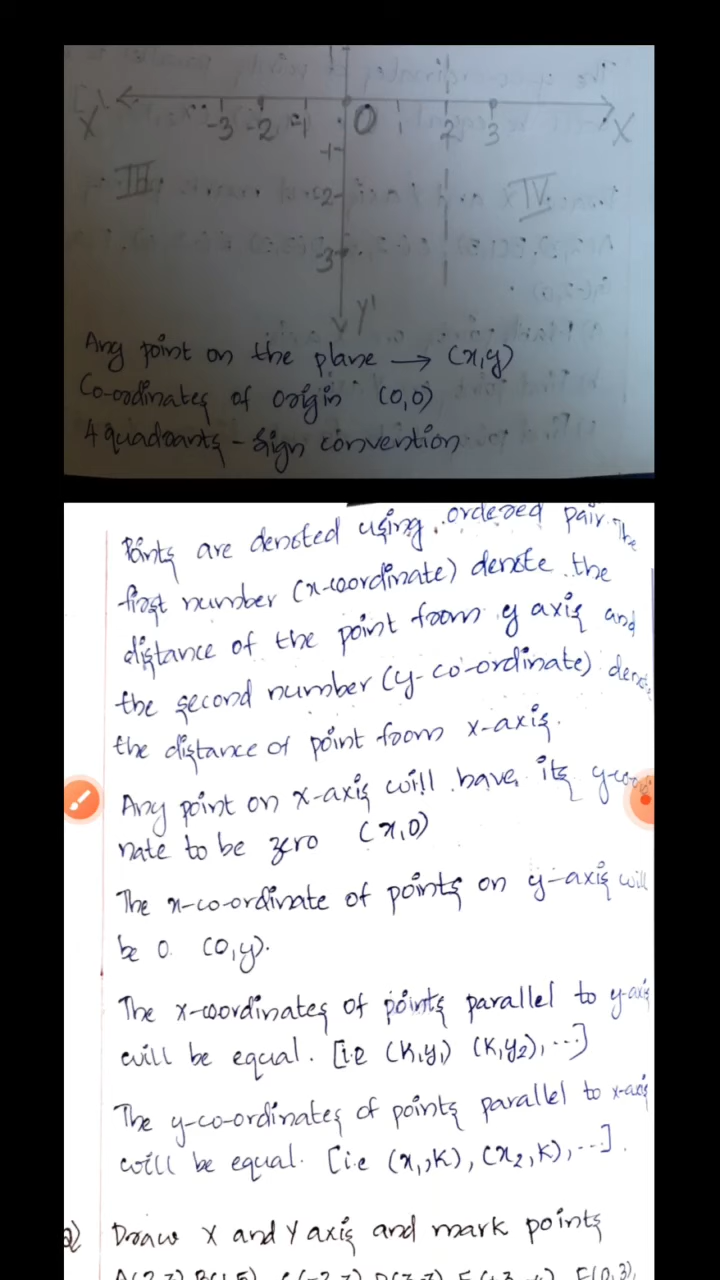 X -3 -2 -1 0 1 2 3 X
-1
III -2 IV
-3
Y'
Any point on the plane → (x,y)
Co-ordinates of origin (0,0)
4 quadrants - sign convention
Points are denoted using ordered pair. The
first number (x-coordinate) denote the
distance of the point from y axis and
the second number (y-co-ordinate)
the distance of point from x-axis.
Any point on x-axis will have its
nate to be zero (x,0)
The x-co-ordinate of points on y-axis will
be 0 (0,y).
The x-coordinates of points parallel to y-axis
will be equal. [i.e (K,y₁) (K,y₂), ...]
The y-co-ordinates of points parallel to x-axis
will be equal. [i.e (x₁,K), (x₂,K), ...].
Draw X and Y axis and mark points